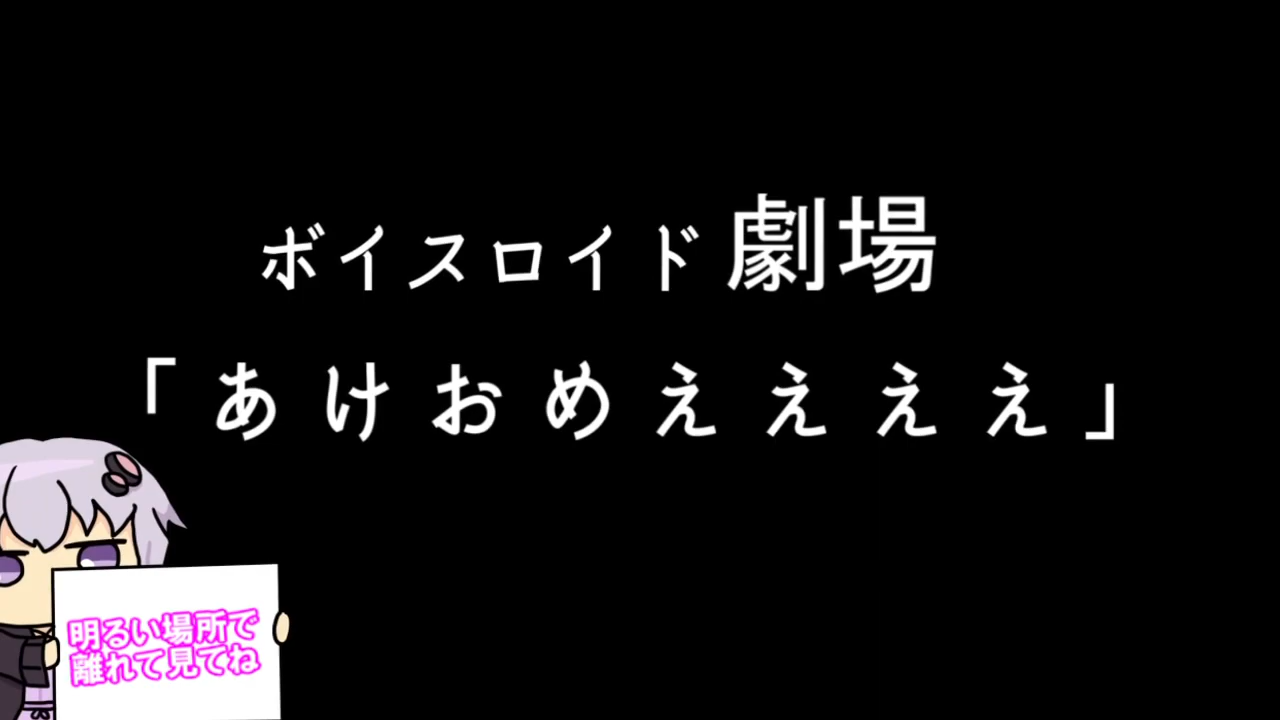 ボイスロイド劇場
「あけおめええええ」
明るい場所で
離れて見てね